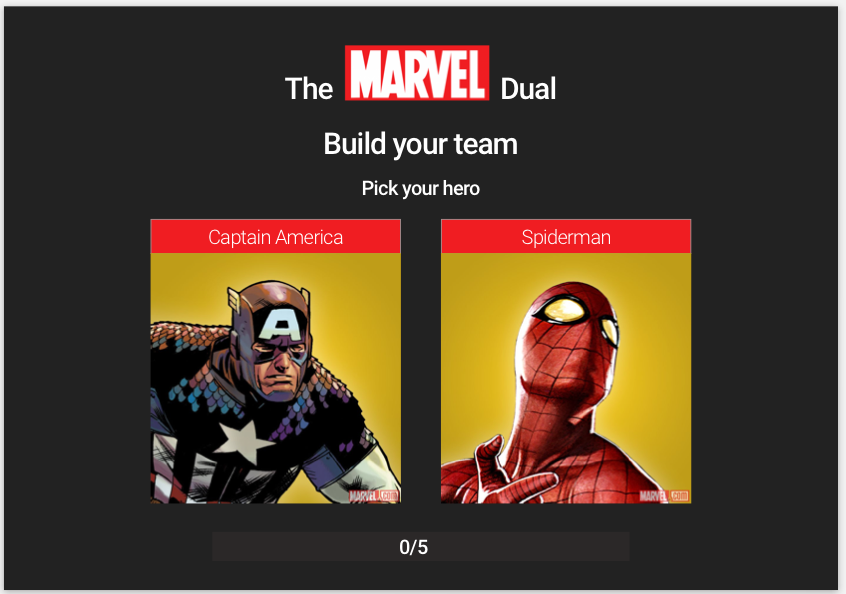 The MARVEL Dual
Build your team
Pick your hero
Captain America
Spiderman
A
MARVEL.COM
MARVEL.COM
0/5